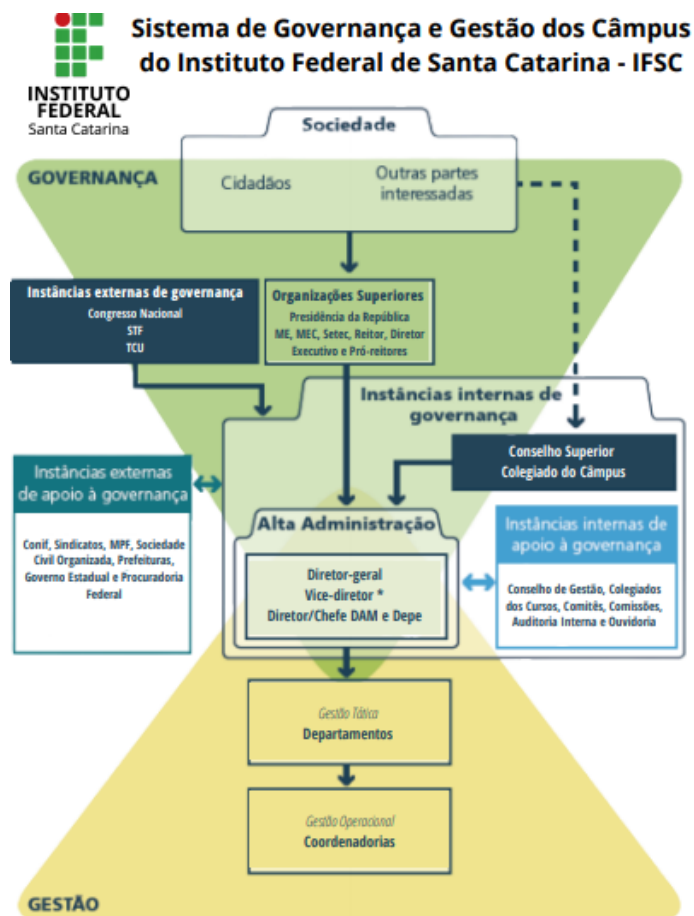 Sistema de Governança e Gestão dos Câmpus
do Instituto Federal de Santa Catarina - IFSC
INSTITUTO
FEDERAL
Santa Catarina
Sociedade
GOVERNANÇA
Cidadãos
Outras partes
interessadas
Instâncias externas de governança
Congresso Nacional
STF
TCU
Organizações Superiores
Presidência da República
ME, MEC, Setec, Reitor, Diretor
Executivo e Pró-reitores
Instâncias internas de
governança
Conselho Superior
Colegiado do Câmpus
Instâncias externas
de apoio à governança
Conif, Sindicatos, MPF, Sociedade
Civil Organizada, Prefeituras,
Governo Estadual e Procuradoria
Federal
Alta Administração
Diretor-geral
Vice-diretor *
Diretor/Chefe DAM e Depe
Instâncias internas de
apoio à governança
Conselho de Gestão, Colegiados
dos Cursos, Comitês, Comissões,
Auditoria Interna e Ouvidoria
Gestão Tática
Departamentos
Gestão Operacional
Coordenadorias
GESTÃO